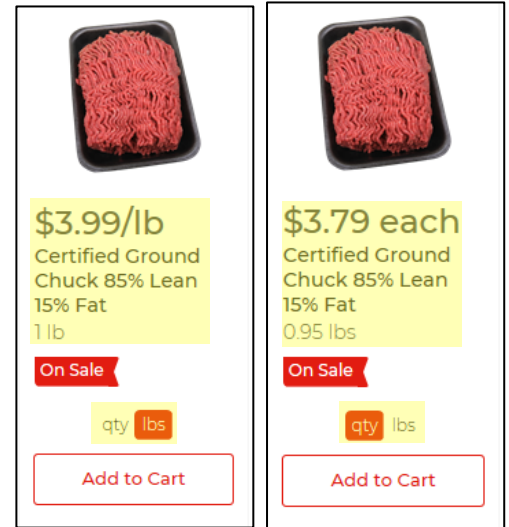 $3.99/lb
Certified Ground
Chuck 85% Lean
15% Fat
1 lb
On Sale
qty lbs
Add to Cart
$3.79 each
Certified Ground
Chuck 85% Lean
15% Fat
0.95 lbs
On Sale
qty lbs
Add to Cart